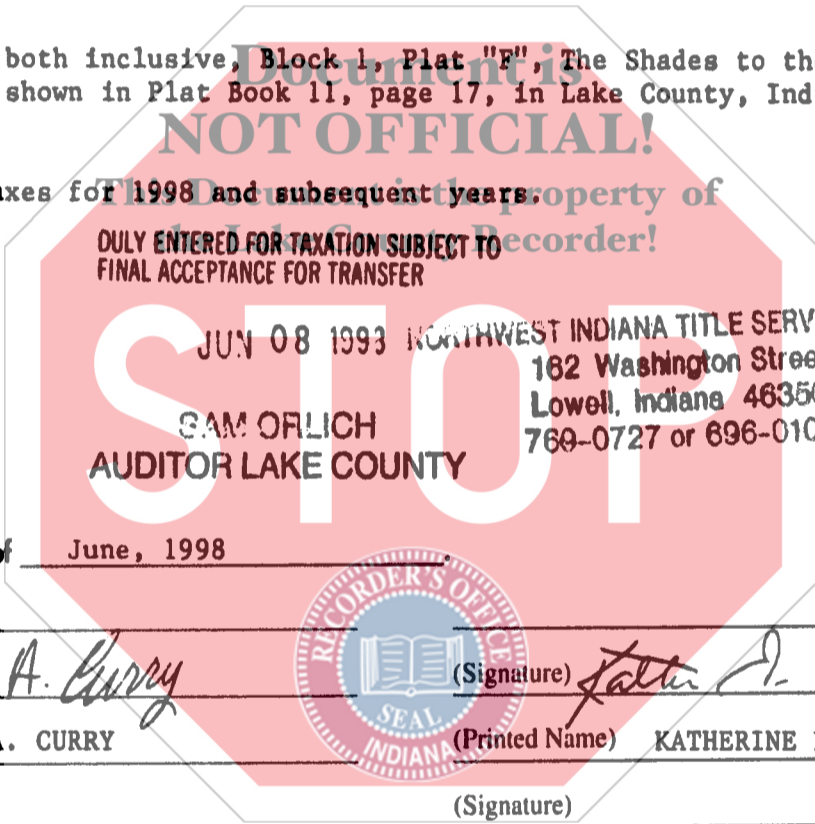 both inclusive, Block 1, Plat "F", The Shades to th
shown in Plat Book 11, page 17, in Lake County, Ind
Document is
NOT OFFICIAL!
This Document is the property of
the Lake County Recorder!
axes for 1998 and subsequent years.
DULY ENTERED FOR TAXATION SUBJECT TO
FINAL ACCEPTANCE FOR TRANSFER
JUN 08 1998
NORTHWEST INDIANA TITLE SERV
162 Washington Stree
Lowell, Indiana 4635
769-0727 or 696-010
SAM ORLICH
AUDITOR LAKE COUNTY
STOP
of June, 1998
RECORDER'S OFFICE
SEAL
INDIANA
A. Curry
(Signature)
. CURRY
(Printed Name) KATHERINE
(Signature)